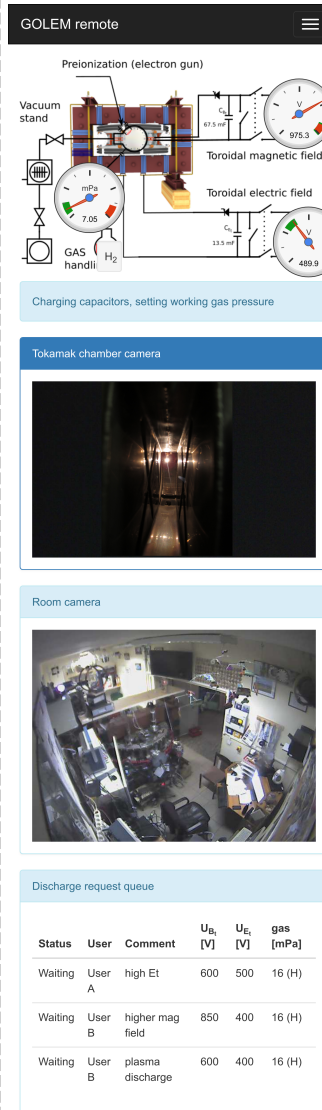 GOLEM remote
Preionization (electron gun)
Vacuum
stand
67.5 mF
V
975.3
Toroidal magnetic field
Toroidal electric field
mPa
7.05
13.5 mF
V
489.9
GAS
handli
H₂
Charging capacitors, setting working gas pressure
Tokamak chamber camera
Room camera
Discharge request queue
Status User Comment U_Bt [V] U_Et [V] gas [mPa]
Waiting User A high Et 600 500 16 (H)
Waiting User B higher mag field 850 400 16 (H)
Waiting User B plasma discharge 600 400 16 (H)